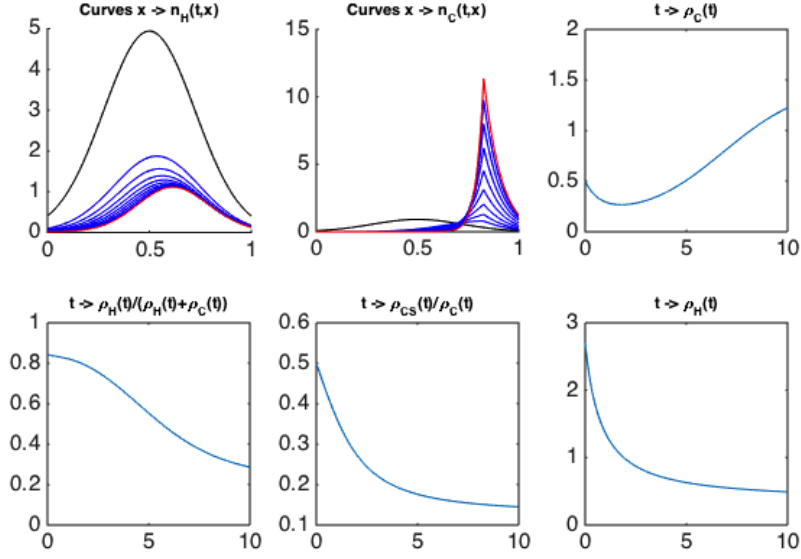 Curves x -> n_H(t,x)
5
4
3
2
1
0
0 0.5 1
Curves x -> n_C(t,x)
15
10
5
0
0 0.5 1
t -> ρ_C(t)
2
1.5
1
0.5
0
0 5 10
t -> ρ_H(t)/(ρ_H(t)+ρ_C(t))
1
0.8
0.6
0.4
0.2
0
0 5 10
t -> ρ_CS(t)/ρ_C(t)
0.6
0.5
0.4
0.3
0.2
0.1
0 5 10
t -> ρ_H(t)
3
2
1
0
0 5 10